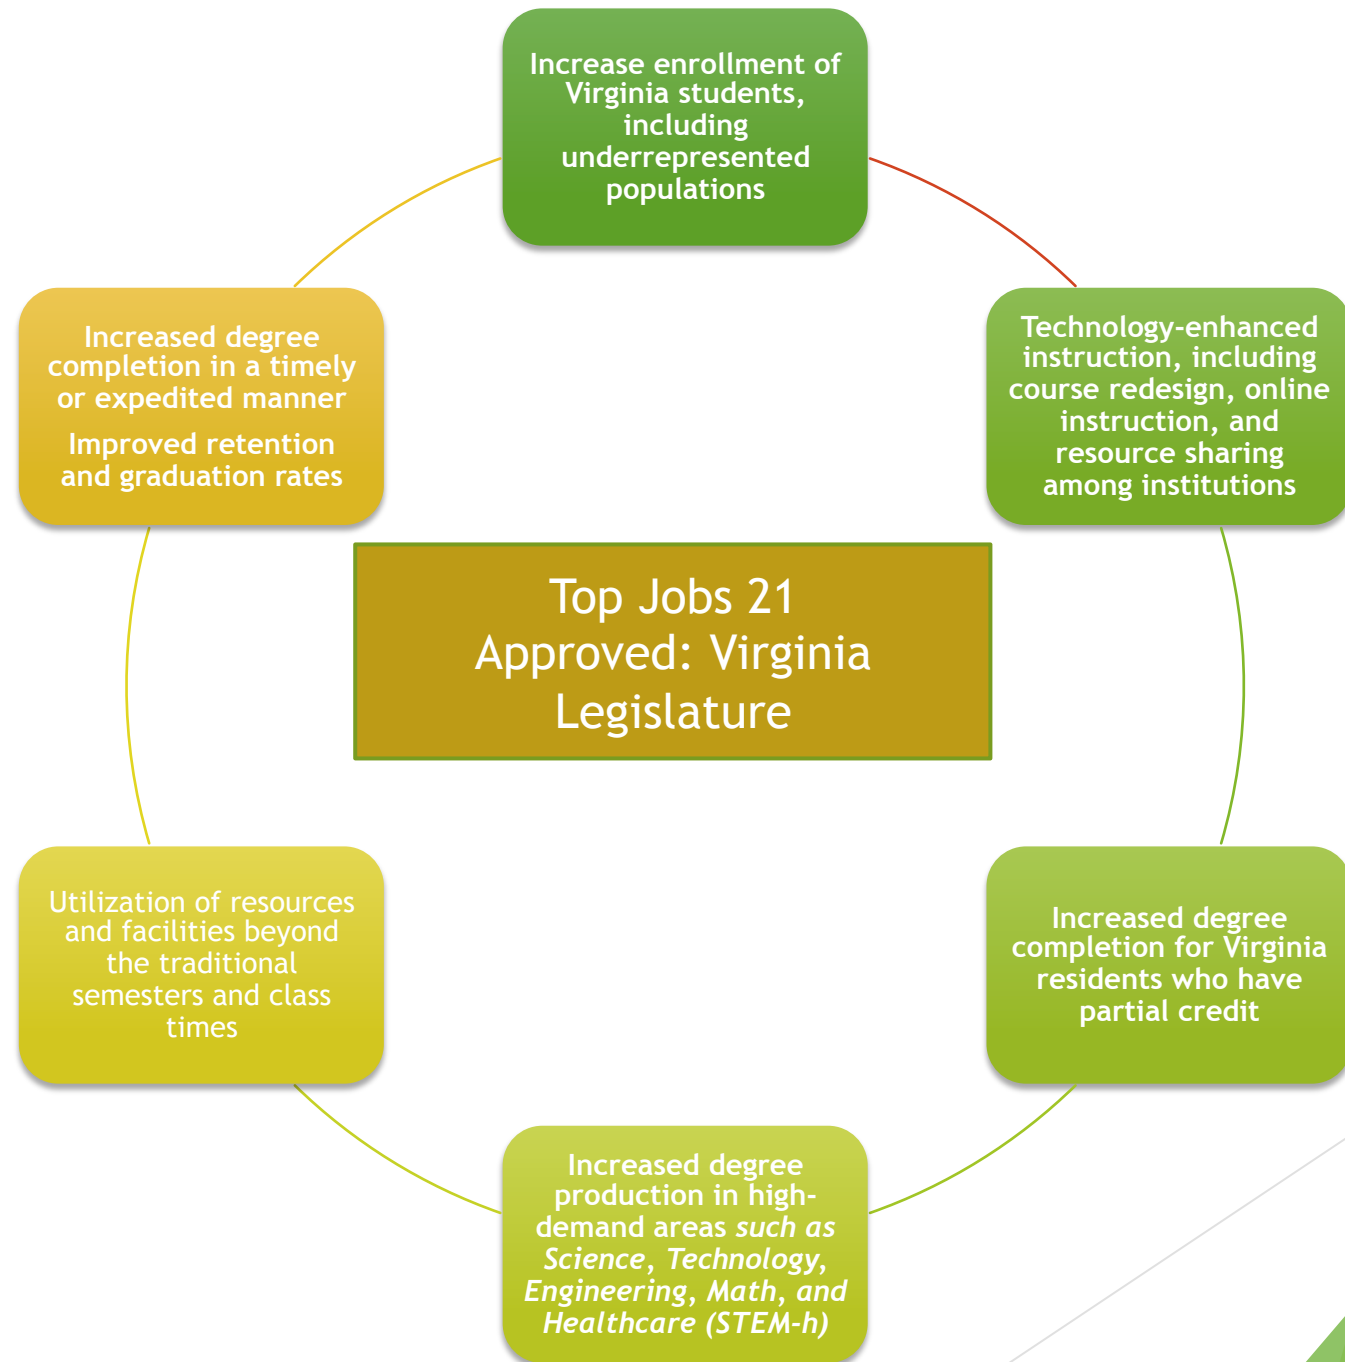 Increase enrollment of
Virginia students,
including
underrepresented
populations
Technology-enhanced
instruction, including
course redesign, online
instruction, and
resource sharing
among institutions
Increased degree
completion for Virginia
residents who have
partial credit
Increased degree
production in high-
demand areas such as
Science, Technology,
Engineering, Math, and
Healthcare (STEM-h)
Utilization of resources
and facilities beyond
the traditional
semesters and class
times
Increased degree
completion in a timely
or expedited manner
Improved retention
and graduation rates
Top Jobs 21
Approved: Virginia
Legislature